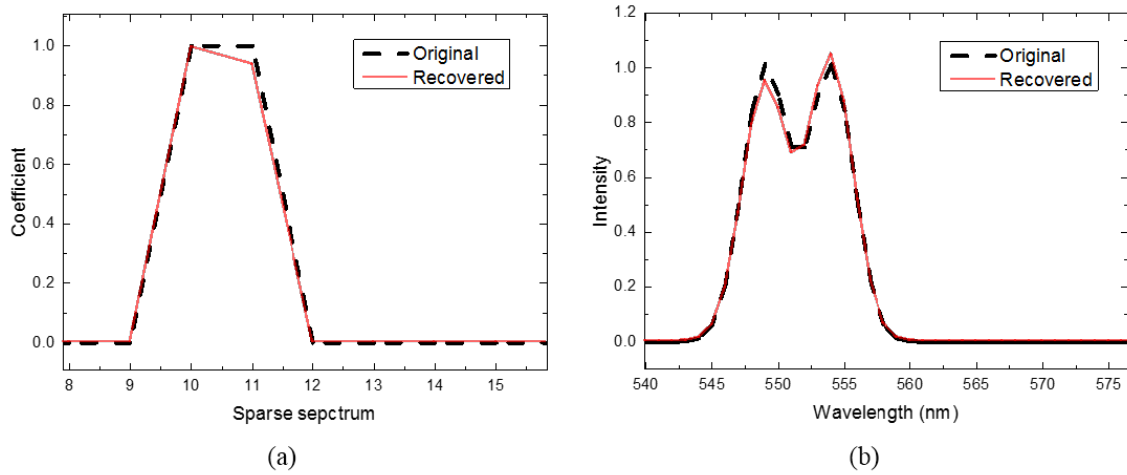 1.0
0.8
0.6
0.4
0.2
0.0
Coefficient
Original
Recovered
8 9 10 11 12 13 14 15
Sparse sepctrum
(a)
1.2
1.0
0.8
0.6
0.4
0.2
0.0
Intensity
Original
Recovered
540 545 550 555 560 565 570 575
Wavelength (nm)
(b)